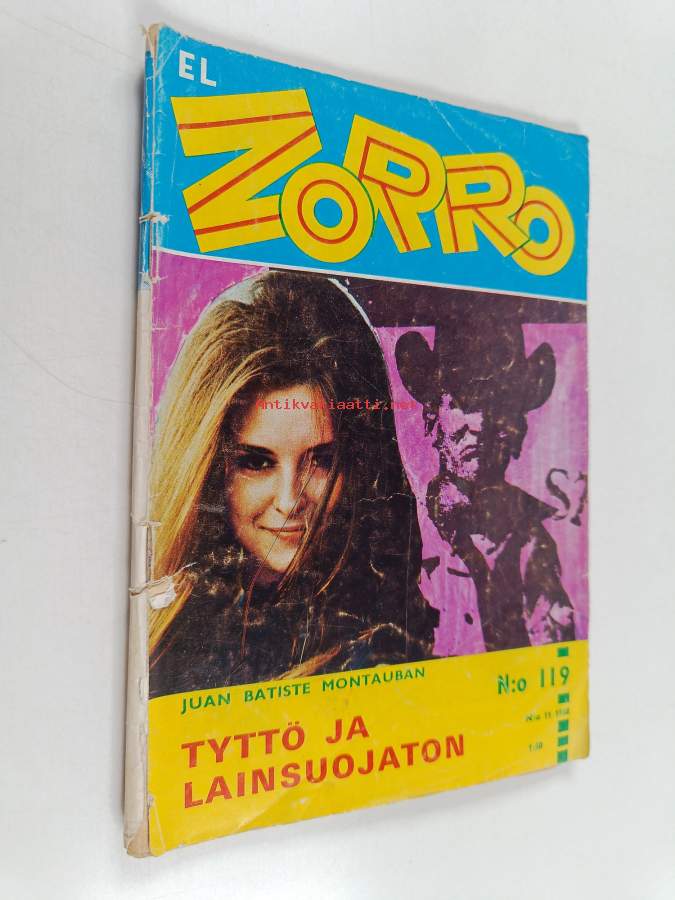 EL
ZORRO
Antikvariaatti.net
JUAN BATISTE MONTAUBAN
N:o 119
TYTTÖ JA
LAINSUOJATON